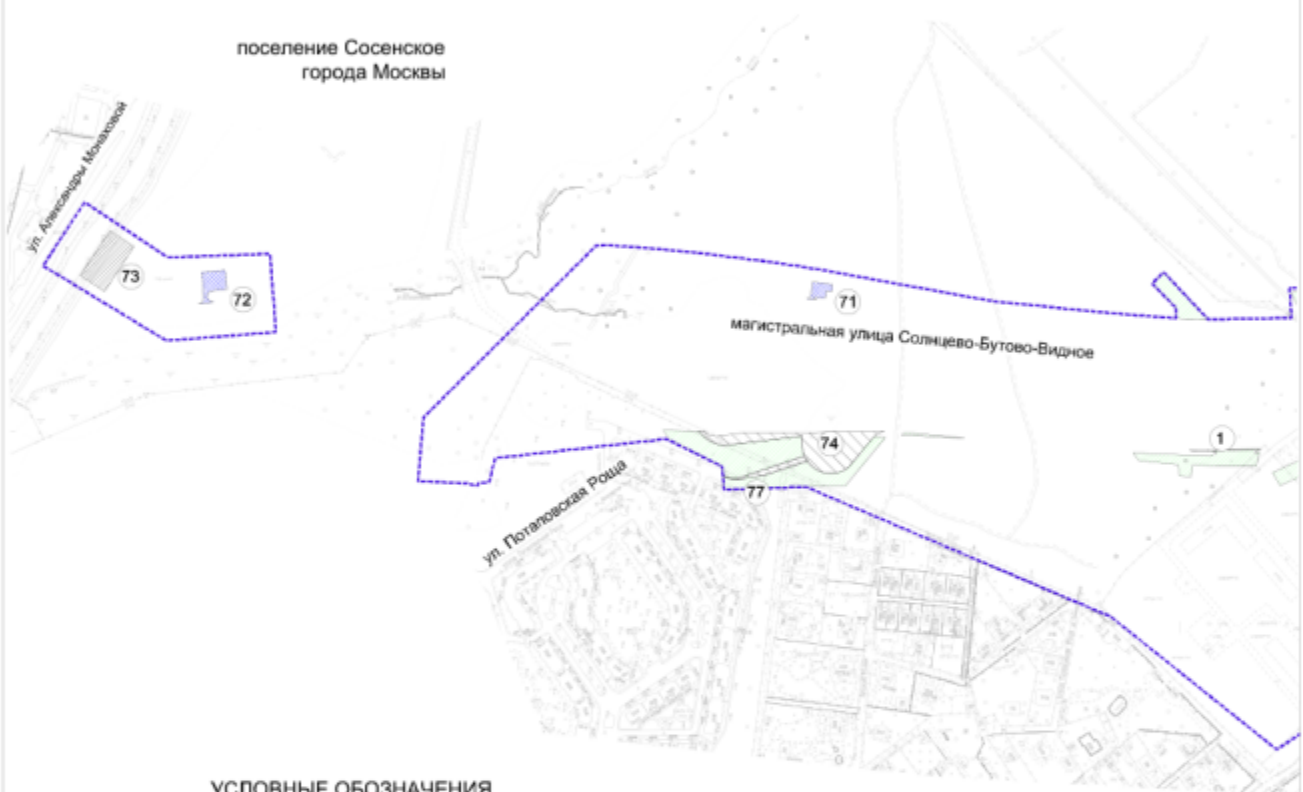 поселение Сосенское
города Москвы
ул. Александры Монаховой
73
72
71
магистральная улица Солнцево-Бутово-Видное
74
1
77
ул. Потаповская Роща
УСЛОВНЫЕ ОБОЗНАЧЕНИЯ